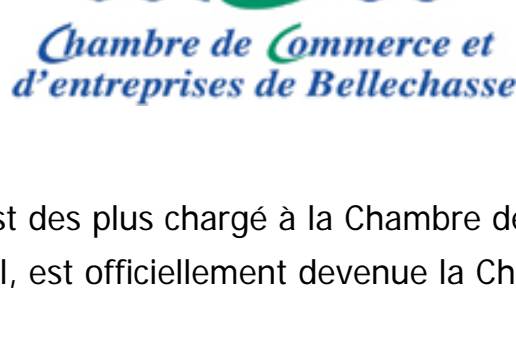 Chambre de Commerce et
d'entreprises de Bellechasse
st des plus chargé à la Chambre de
l, est officiellement devenue la Ch